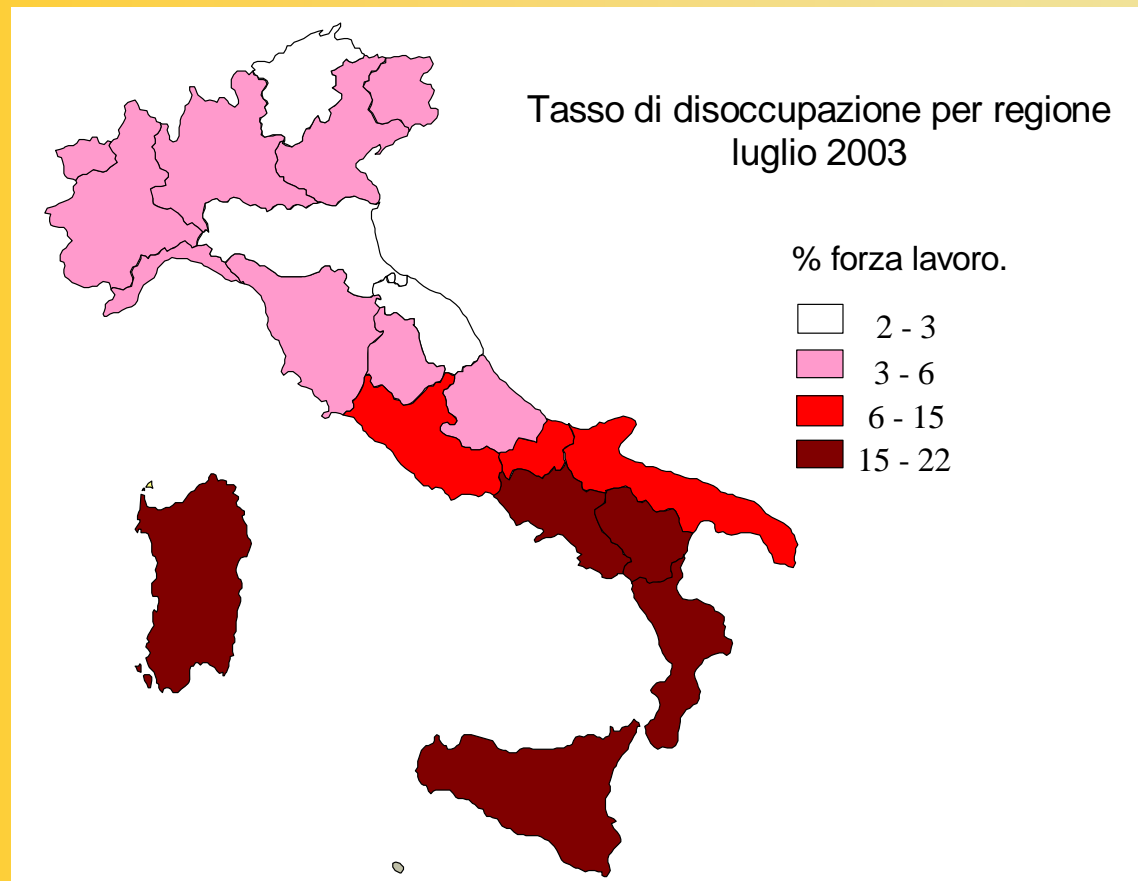 Tasso di disoccupazione per regione
luglio 2003
% forza lavoro.
2 - 3
3 - 6
6 - 15
15 - 22